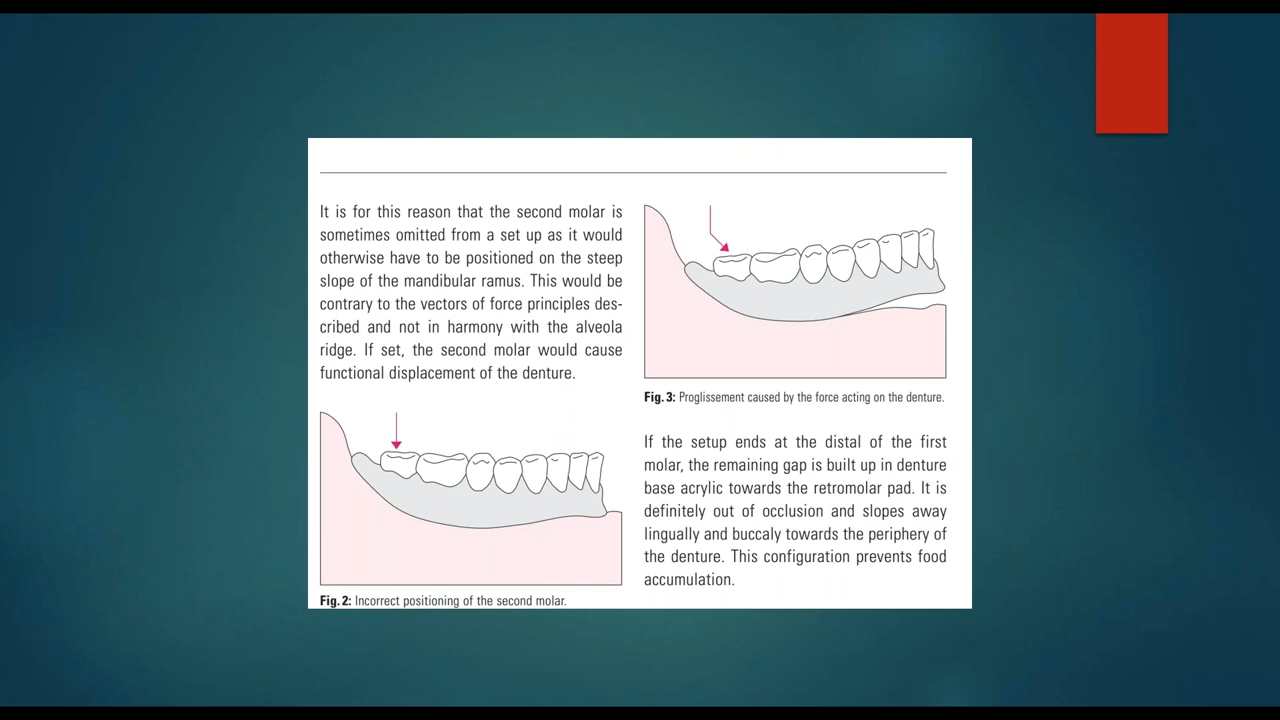 It is for this reason that the second molar is
sometimes omitted from a set up as it would
otherwise have to be positioned on the steep
slope of the mandibular ramus. This would be
contrary to the vectors of force principles des-
cribed and not in harmony with the alveola
ridge. If set, the second molar would cause
functional displacement of the denture.
Fig. 2: Incorrect positioning of the second molar.
Fig. 3: Proglissement caused by the force acting on the denture.
If the setup ends at the distal of the first
molar, the remaining gap is built up in denture
base acrylic towards the retromolar pad. It is
definitely out of occlusion and slopes away
lingually and buccaly towards the periphery of
the denture. This configuration prevents food
accumulation.